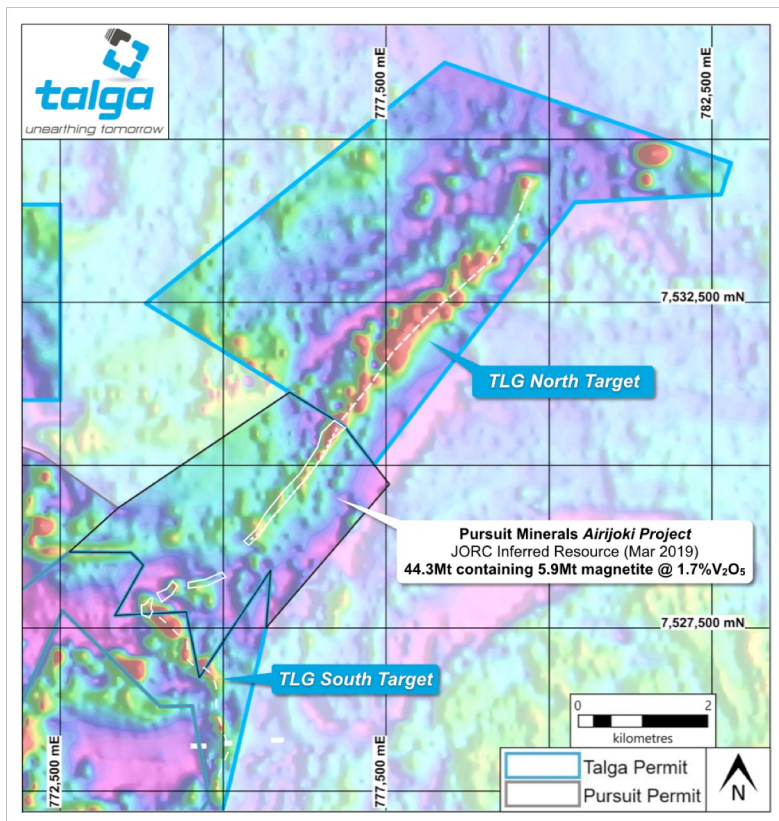 talga
unearthing tomorrow
777,500 mE
782,500 mE
7,532,500 mN
TLG North Target
Pursuit Minerals Airijoki Project
JORC Inferred Resource (Mar 2019)
44.3Mt containing 5.9Mt magnetite @ 1.7%V₂O₅
7,527,500 mN
TLG South Target
0 2
kilometres
772,500 mE
777,500 mE
Talga Permit
Pursuit Permit
N